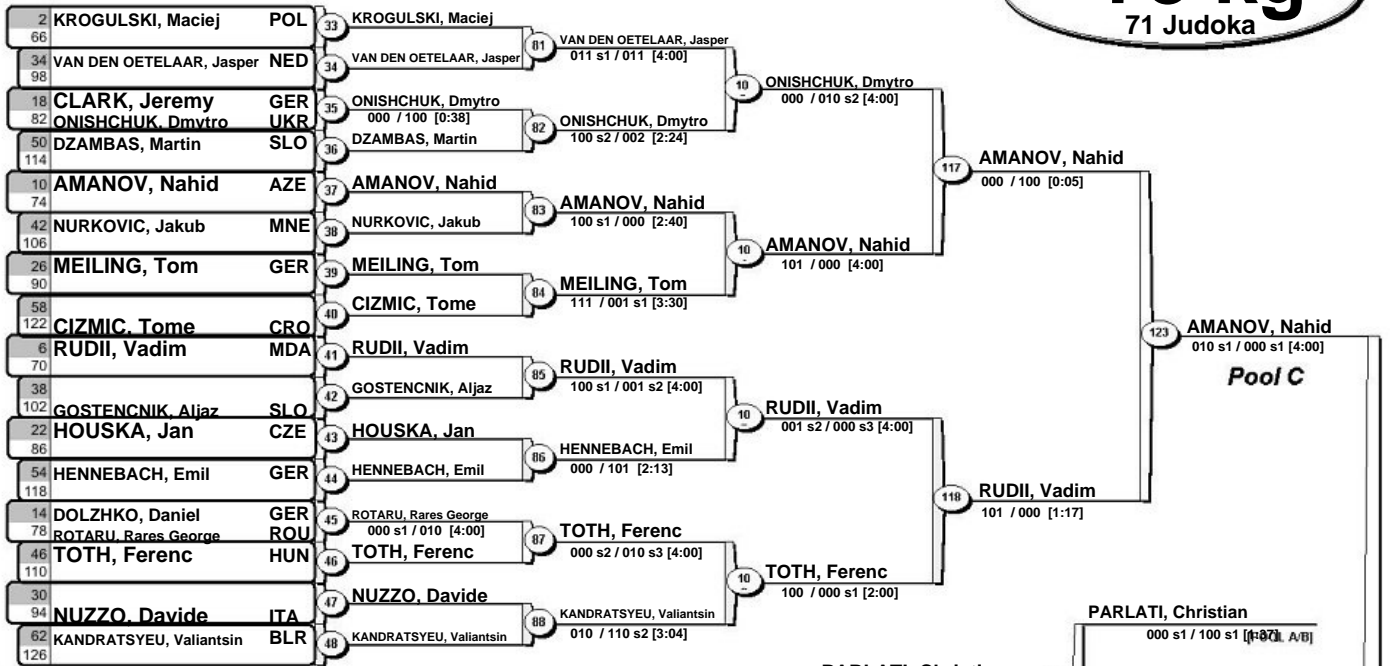 71 Judoka
2 KROGULSKI, Maciej POL
66
34 VAN DEN OETELAAR, Jasper NED
98
18 CLARK, Jeremy GER
82 ONISHCHUK, Dmytro UKR
50 DZAMBAS, Martin SLO
114
10 AMANOV, Nahid AZE
74
42 NURKOVIC, Jakub MNE
106
26 MEILING, Tom GER
90
58
122 CIZMIC, Tome CRO
6 RUDII, Vadim MDA
70
38
102 GOSTENCNIK, Aljaz SLO
22 HOUSKA, Jan CZE
86
54 HENNEBACH, Emil GER
118
14 DOLZHKO, Daniel GER
78 ROTARU, Rares George ROU
46 TOTH, Ferenc HUN
110
30
94 NUZZO, Davide ITA
62 KANDRATSYEU, Valiantsin BLR
126
33 KROGULSKI, Maciej
34 VAN DEN OETELAAR, Jasper
35 ONISHCHUK, Dmytro
000 / 100 [0:38]
36 DZAMBAS, Martin
37 AMANOV, Nahid
38 NURKOVIC, Jakub
39 MEILING, Tom
40 CIZMIC, Tome
41 RUDII, Vadim
42 GOSTENCNIK, Aljaz
43 HOUSKA, Jan
44 HENNEBACH, Emil
45 ROTARU, Rares George
000 s1 / 010 [4:00]
46 TOTH, Ferenc
47 NUZZO, Davide
48 KANDRATSYEU, Valiantsin
81 VAN DEN OETELAAR, Jasper
011 s1 / 011 [4:00]
82 ONISHCHUK, Dmytro
100 s2 / 002 [2:24]
83 AMANOV, Nahid
100 s1 / 000 [2:40]
84 MEILING, Tom
111 / 001 s1 [3:30]
85 RUDII, Vadim
100 s1 / 001 s2 [4:00]
86 HENNEBACH, Emil
000 / 101 [2:13]
87 TOTH, Ferenc
000 s2 / 010 s3 [4:00]
88 KANDRATSYEU, Valiantsin
010 / 110 s2 [3:04]
10 ONISHCHUK, Dmytro
000 / 010 s2 [4:00]
10 AMANOV, Nahid
101 / 000 [4:00]
10 RUDII, Vadim
001 s2 / 000 s3 [4:00]
10 TOTH, Ferenc
100 / 000 s1 [2:00]
117 AMANOV, Nahid
000 / 100 [0:05]
118 RUDII, Vadim
101 / 000 [1:17]
123 AMANOV, Nahid
010 s1 / 000 s1 [4:00]
Pool C
PARLATI, Christian
000 s1 / 100 s1 [1:37]